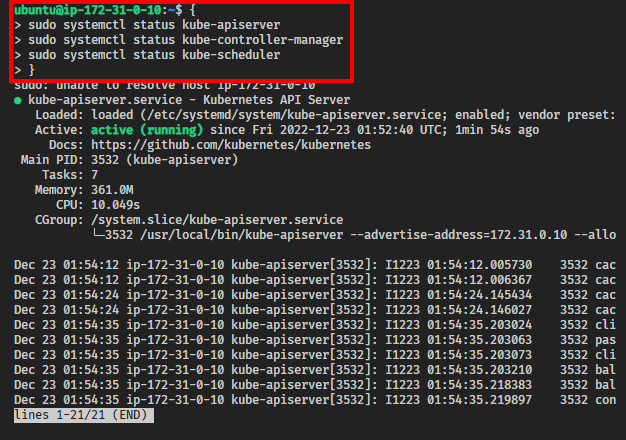 ubuntu@ip-172-31-0-10:~$ {
> sudo systemctl status kube-apiserver
> sudo systemctl status kube-controller-manager
> sudo systemctl status kube-scheduler
> }
sudo: unable to resolve host ip-172-31-0-10
● kube-apiserver.service - Kubernetes API Server
Loaded: loaded (/etc/systemd/system/kube-apiserver.service; enabled; vendor preset:
Active: active (running) since Fri 2022-12-23 01:52:40 UTC; 1min 54s ago
Docs: https://github.com/kubernetes/kubernetes
Main PID: 3532 (kube-apiserver)
Tasks: 7
Memory: 361.0M
CPU: 10.049s
CGroup: /system.slice/kube-apiserver.service
└─3532 /usr/local/bin/kube-apiserver --advertise-address=172.31.0.10 --allo
Dec 23 01:54:12 ip-172-31-0-10 kube-apiserver[3532]: I1223 01:54:12.005730 3532 cac
Dec 23 01:54:12 ip-172-31-0-10 kube-apiserver[3532]: I1223 01:54:12.006367 3532 cac
Dec 23 01:54:24 ip-172-31-0-10 kube-apiserver[3532]: I1223 01:54:24.145434 3532 cac
Dec 23 01:54:24 ip-172-31-0-10 kube-apiserver[3532]: I1223 01:54:24.146027 3532 cac
Dec 23 01:54:35 ip-172-31-0-10 kube-apiserver[3532]: I1223 01:54:35.203024 3532 cli
Dec 23 01:54:35 ip-172-31-0-10 kube-apiserver[3532]: I1223 01:54:35.203063 3532 pas
Dec 23 01:54:35 ip-172-31-0-10 kube-apiserver[3532]: I1223 01:54:35.203073 3532 cli
Dec 23 01:54:35 ip-172-31-0-10 kube-apiserver[3532]: I1223 01:54:35.203210 3532 bal
Dec 23 01:54:35 ip-172-31-0-10 kube-apiserver[3532]: I1223 01:54:35.218383 3532 bal
Dec 23 01:54:35 ip-172-31-0-10 kube-apiserver[3532]: I1223 01:54:35.219897 3532 con
lines 1-21/21 (END)